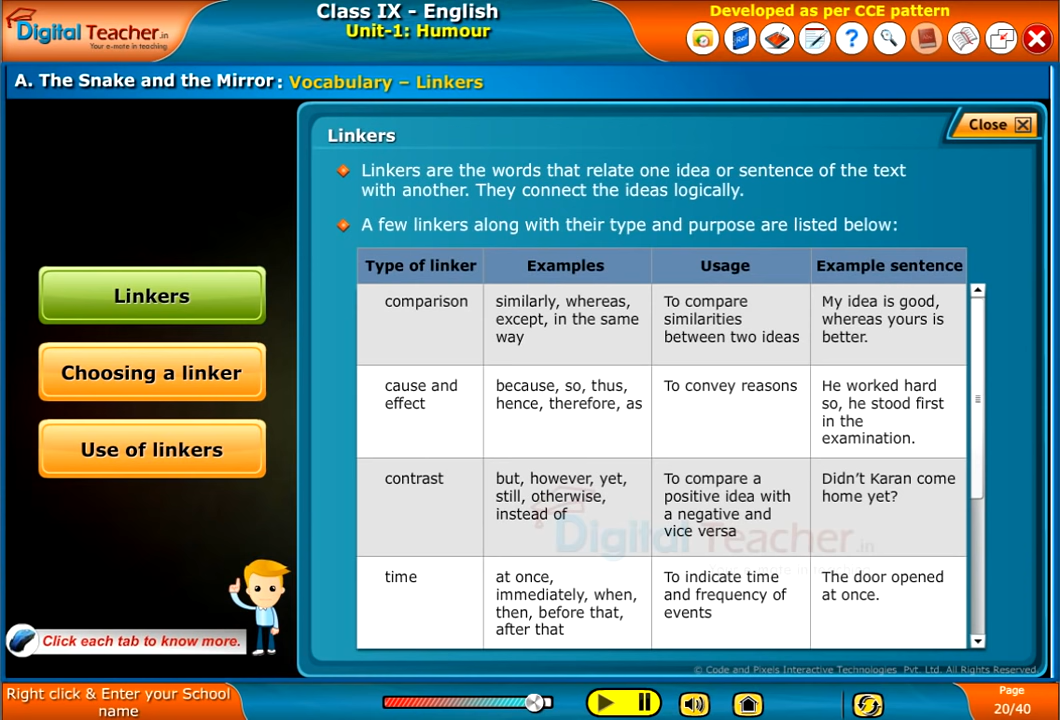 Digital Teacher.in
Your e-mate in teaching
Class IX - English
Unit-1: Humour
Developed as per CCE pattern
Ref
A. The Snake and the Mirror: Vocabulary – Linkers
Linkers
Choosing a linker
Use of linkers
Click each tab to know more.
Linkers
Close
Linkers are the words that relate one idea or sentence of the text
with another. They connect the ideas logically.
A few linkers along with their type and purpose are listed below:
Type of linker Examples Usage Example sentence
comparison
similarly, whereas,
except, in the same
way
To compare
similarities
between two ideas
My idea is good,
whereas yours is
better.
cause and
effect
because, so, thus,
hence, therefore, as
To convey reasons
He worked hard
so, he stood first
in the
examination.
contrast
but, however, yet,
still, otherwise,
instead of
To compare a
positive idea with
a negative and
vice versa
Didn’t Karan come
home yet?
time
at once,
immediately, when,
then, before that,
after that
To indicate time
and frequency of
events
The door opened
at once.
Digital Teacher.in
© Code and Pixels Interactive Technologies Pvt. Ltd. All Rights Reserved.
Right click & Enter your School
name
Page
20/40